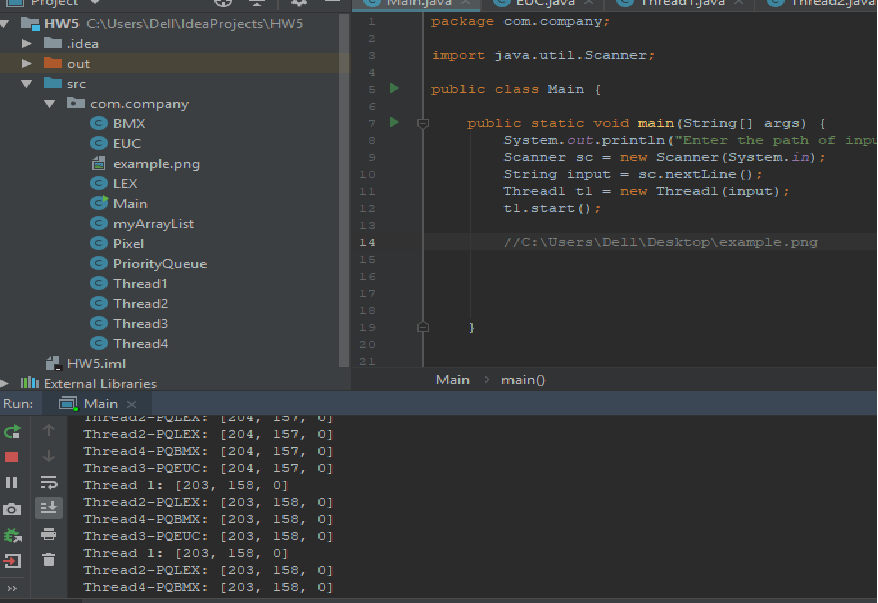 Project
HW5 C:\Users\Dell\IdeaProjects\HW5
.idea
out
src
com.company
BMX
EUC
example.png
LEX
Main
myArrayList
Pixel
PriorityQueue
Thread1
Thread2
Thread3
Thread4
HW5.iml
External Libraries
Main.java EUC.java Thread1.java Thread2.java
1 package com.company;
2
3 import java.util.Scanner;
4
5 public class Main {
6
7 public static void main(String[] args) {
8 System.out.println("Enter the path of inpu
9 Scanner sc = new Scanner(System.in);
10 String input = sc.nextLine();
11 Thread1 t1 = new Thread1(input);
12 t1.start();
13
14 //C:\Users\Dell\Desktop\example.png
15
16
17
18
19 }
20
21
Main > main()
Run: Main
Thread2-PQLEX: [204, 157, 0]
Thread2-PQLEX: [204, 157, 0]
Thread4-PQBMX: [204, 157, 0]
Thread3-PQEUC: [204, 157, 0]
Thread 1: [203, 158, 0]
Thread2-PQLEX: [203, 158, 0]
Thread4-PQBMX: [203, 158, 0]
Thread3-PQEUC: [203, 158, 0]
Thread 1: [203, 158, 0]
Thread2-PQLEX: [203, 158, 0]
Thread4-PQBMX: [203, 158, 0]